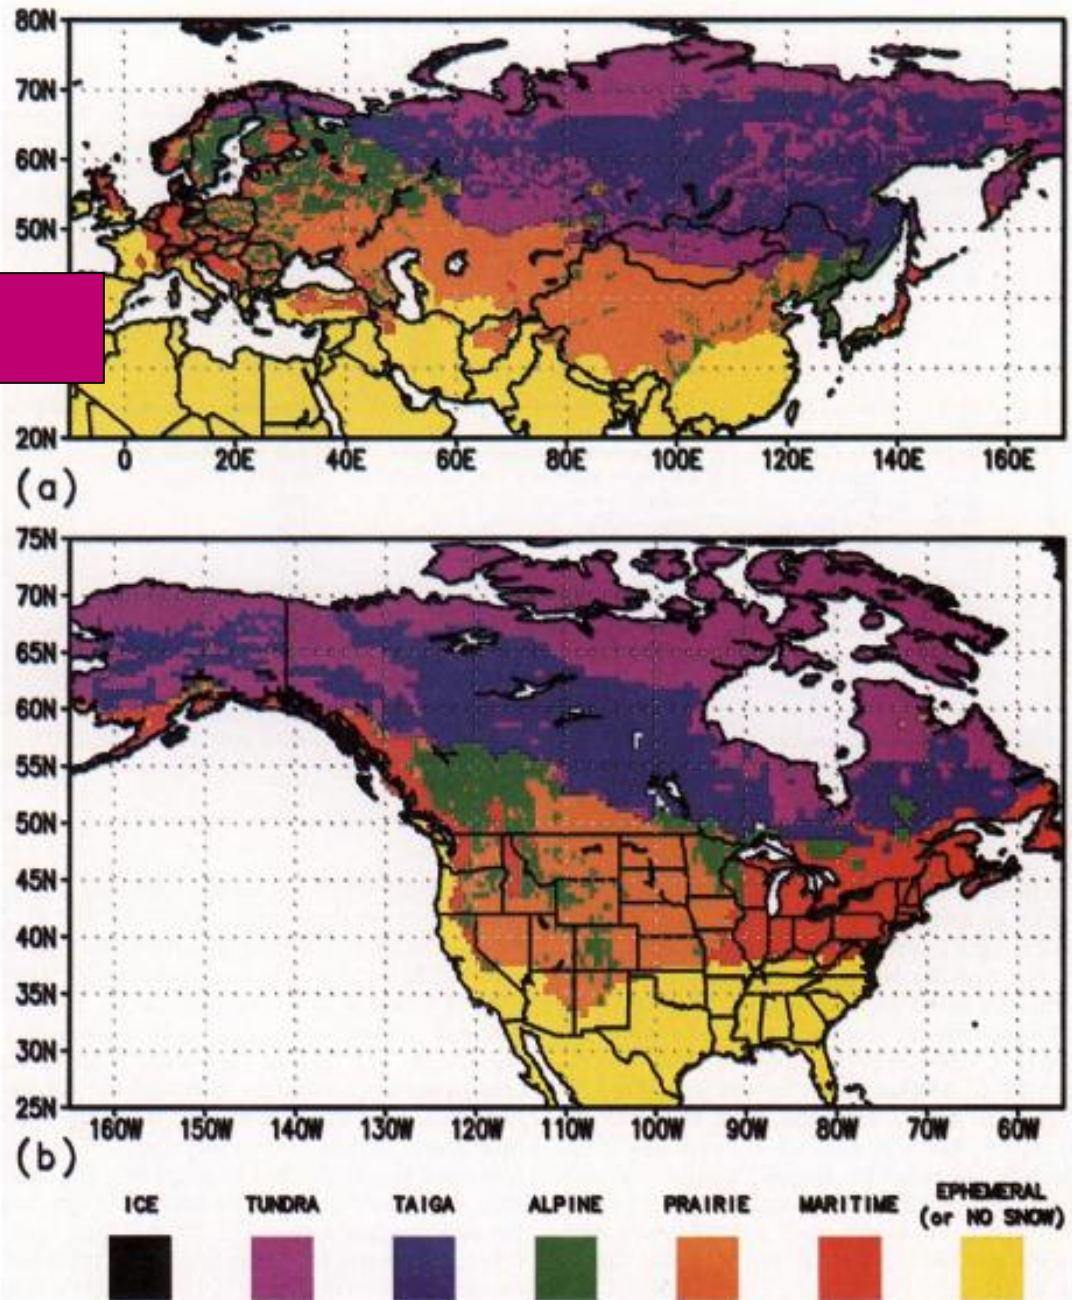 80N
70N
60N
50N
20N
0 20E 40E 60E 80E 100E 120E 140E 160E
(a)
75N
70N
65N
60N
55N
50N
45N
40N
35N
30N
25N
160W 150W 140W 130W 120W 110W 100W 90W 80W 70W 60W
(b)
ICE TUNDRA TAIGA ALPINE PRAIRIE MARITIME EPHEMERAL
(or NO SNOW)